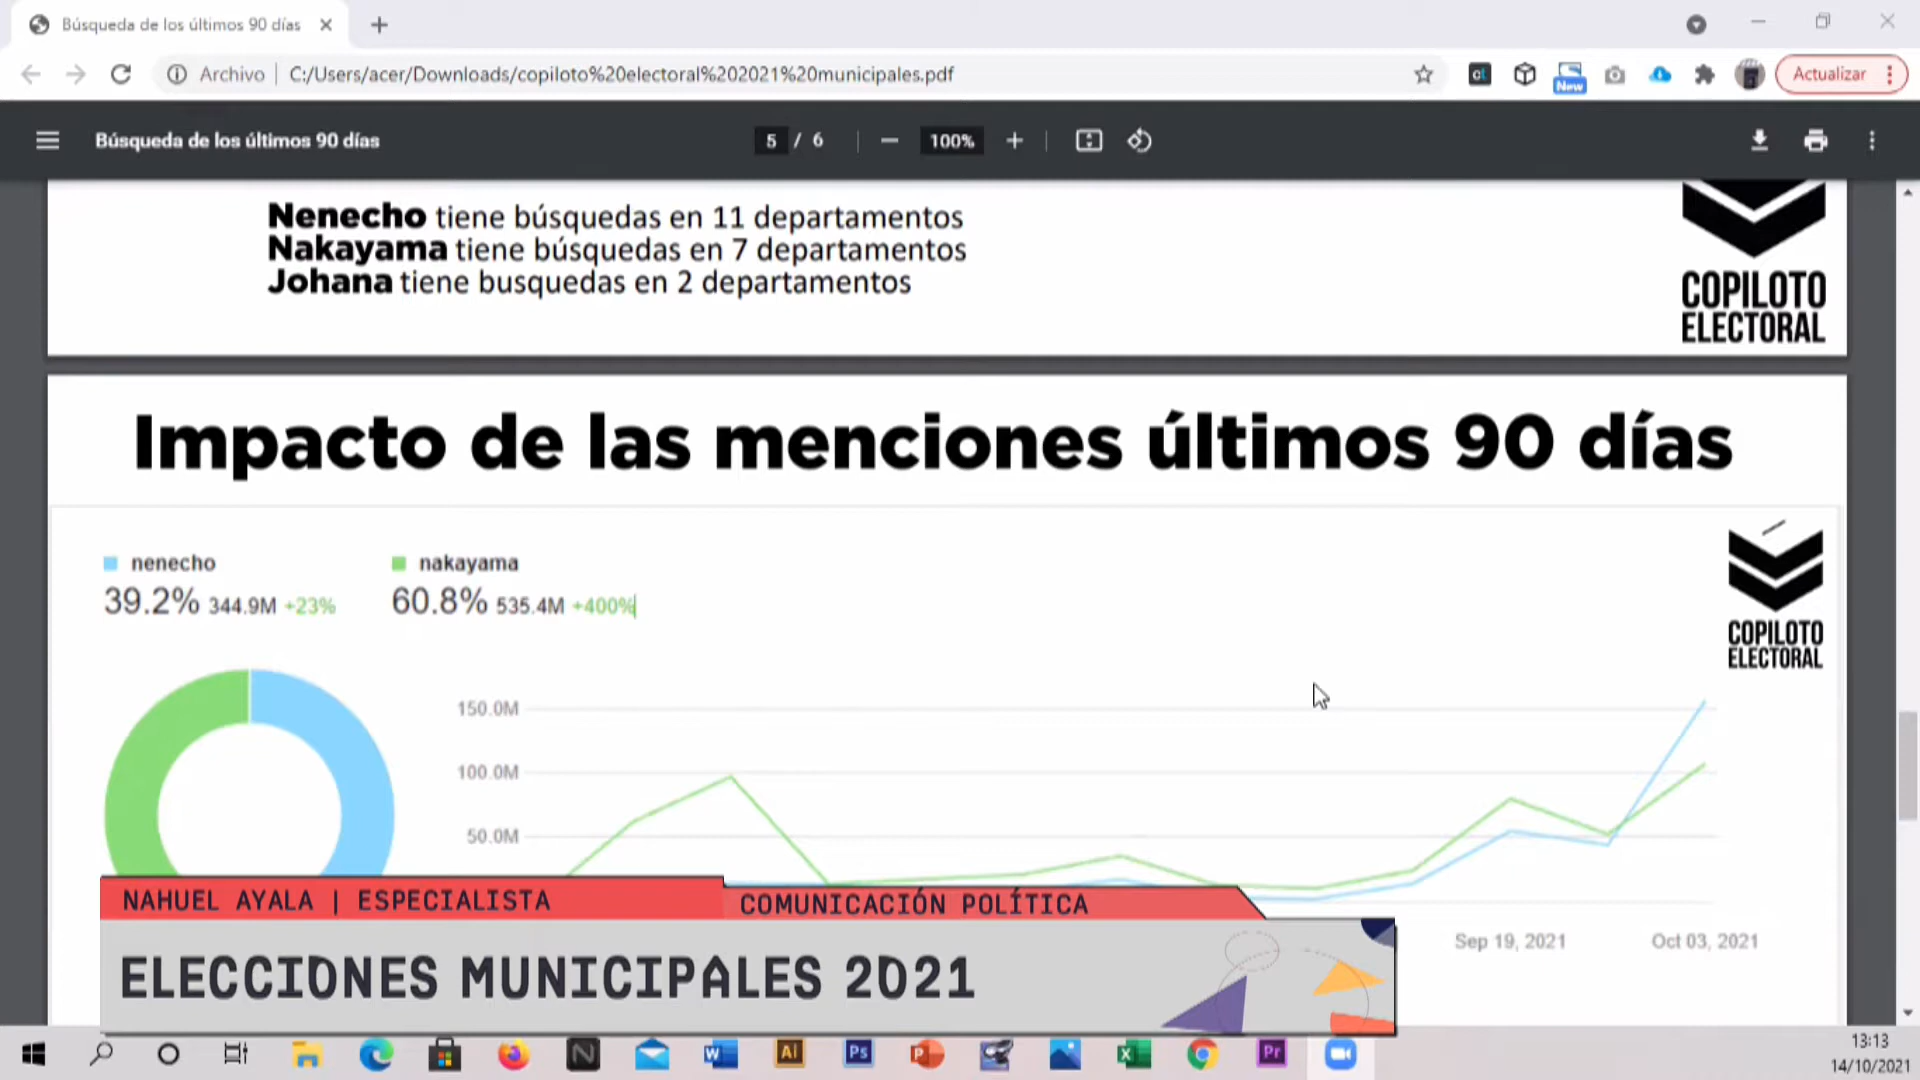 Búsqueda de los últimos 90 días
Archivo
C:/Users/acer/Downloads/copiloto%20electoral%202021%20municipales.pdf
New
Actualizar
Búsqueda de los últimos 90 días
5 / 6
100%
Nenecho tiene búsquedas en 11 departamentos
Nakayama tiene búsquedas en 7 departamentos
Johana tiene busquedas en 2 departamentos
COPILOTO
ELECTORAL
Impacto de las menciones últimos 90 días
nenecho
39.2% 344.9M +23%
nakayama
60.8% 535.4M +400%
COPILOTO
ELECTORAL
150.0M
100.0M
50.0M
Sep 19, 2021
Oct 03, 2021
NAHUEL AYALA | ESPECIALISTA
COMUNICACIÓN POLÍTICA
ELECCIONES MUNICIPALES 2021
N
W
Ai
Ps
P
X
Pr
13:13
14/10/2021